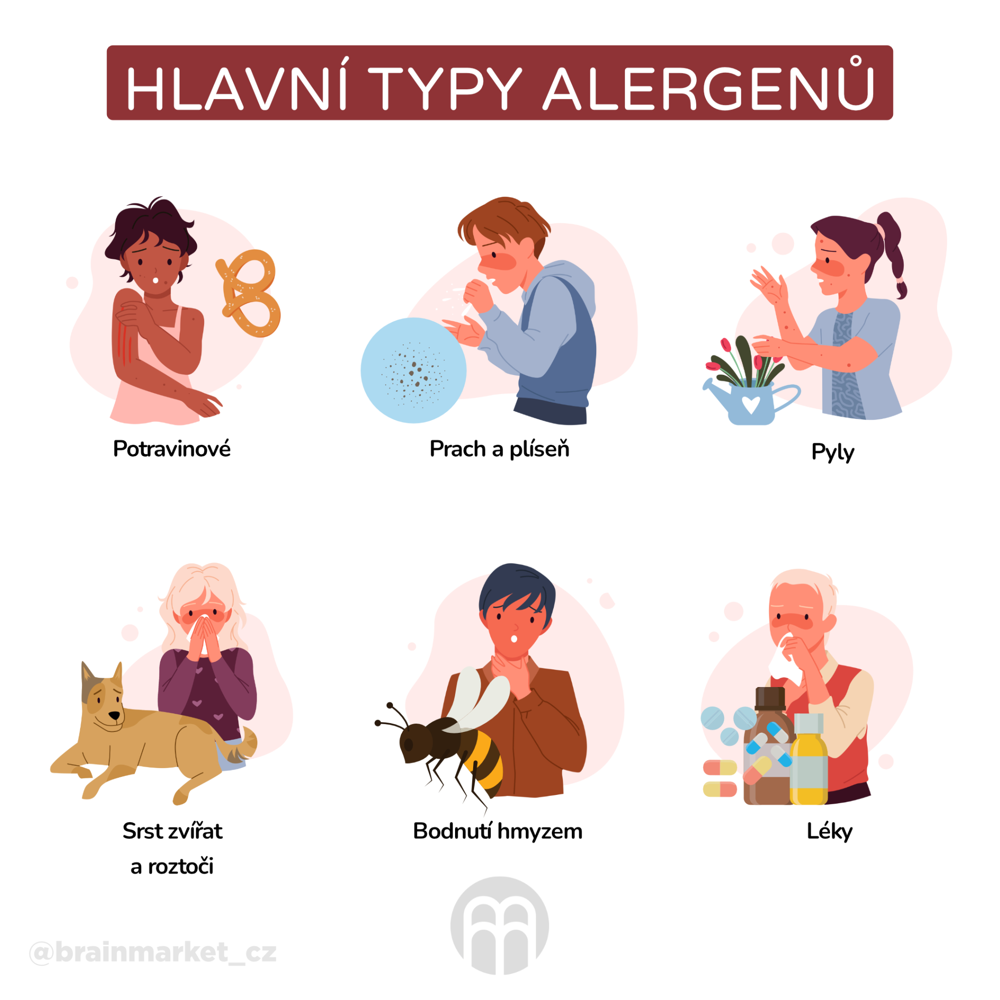 HLAVNÍ TYPY ALERGENŮ
Potravinové
Prach a plíseň
Pyly
Srst zvířat
a roztoči
Bodnutí hmyzem
Léky
@brainmarket_cz